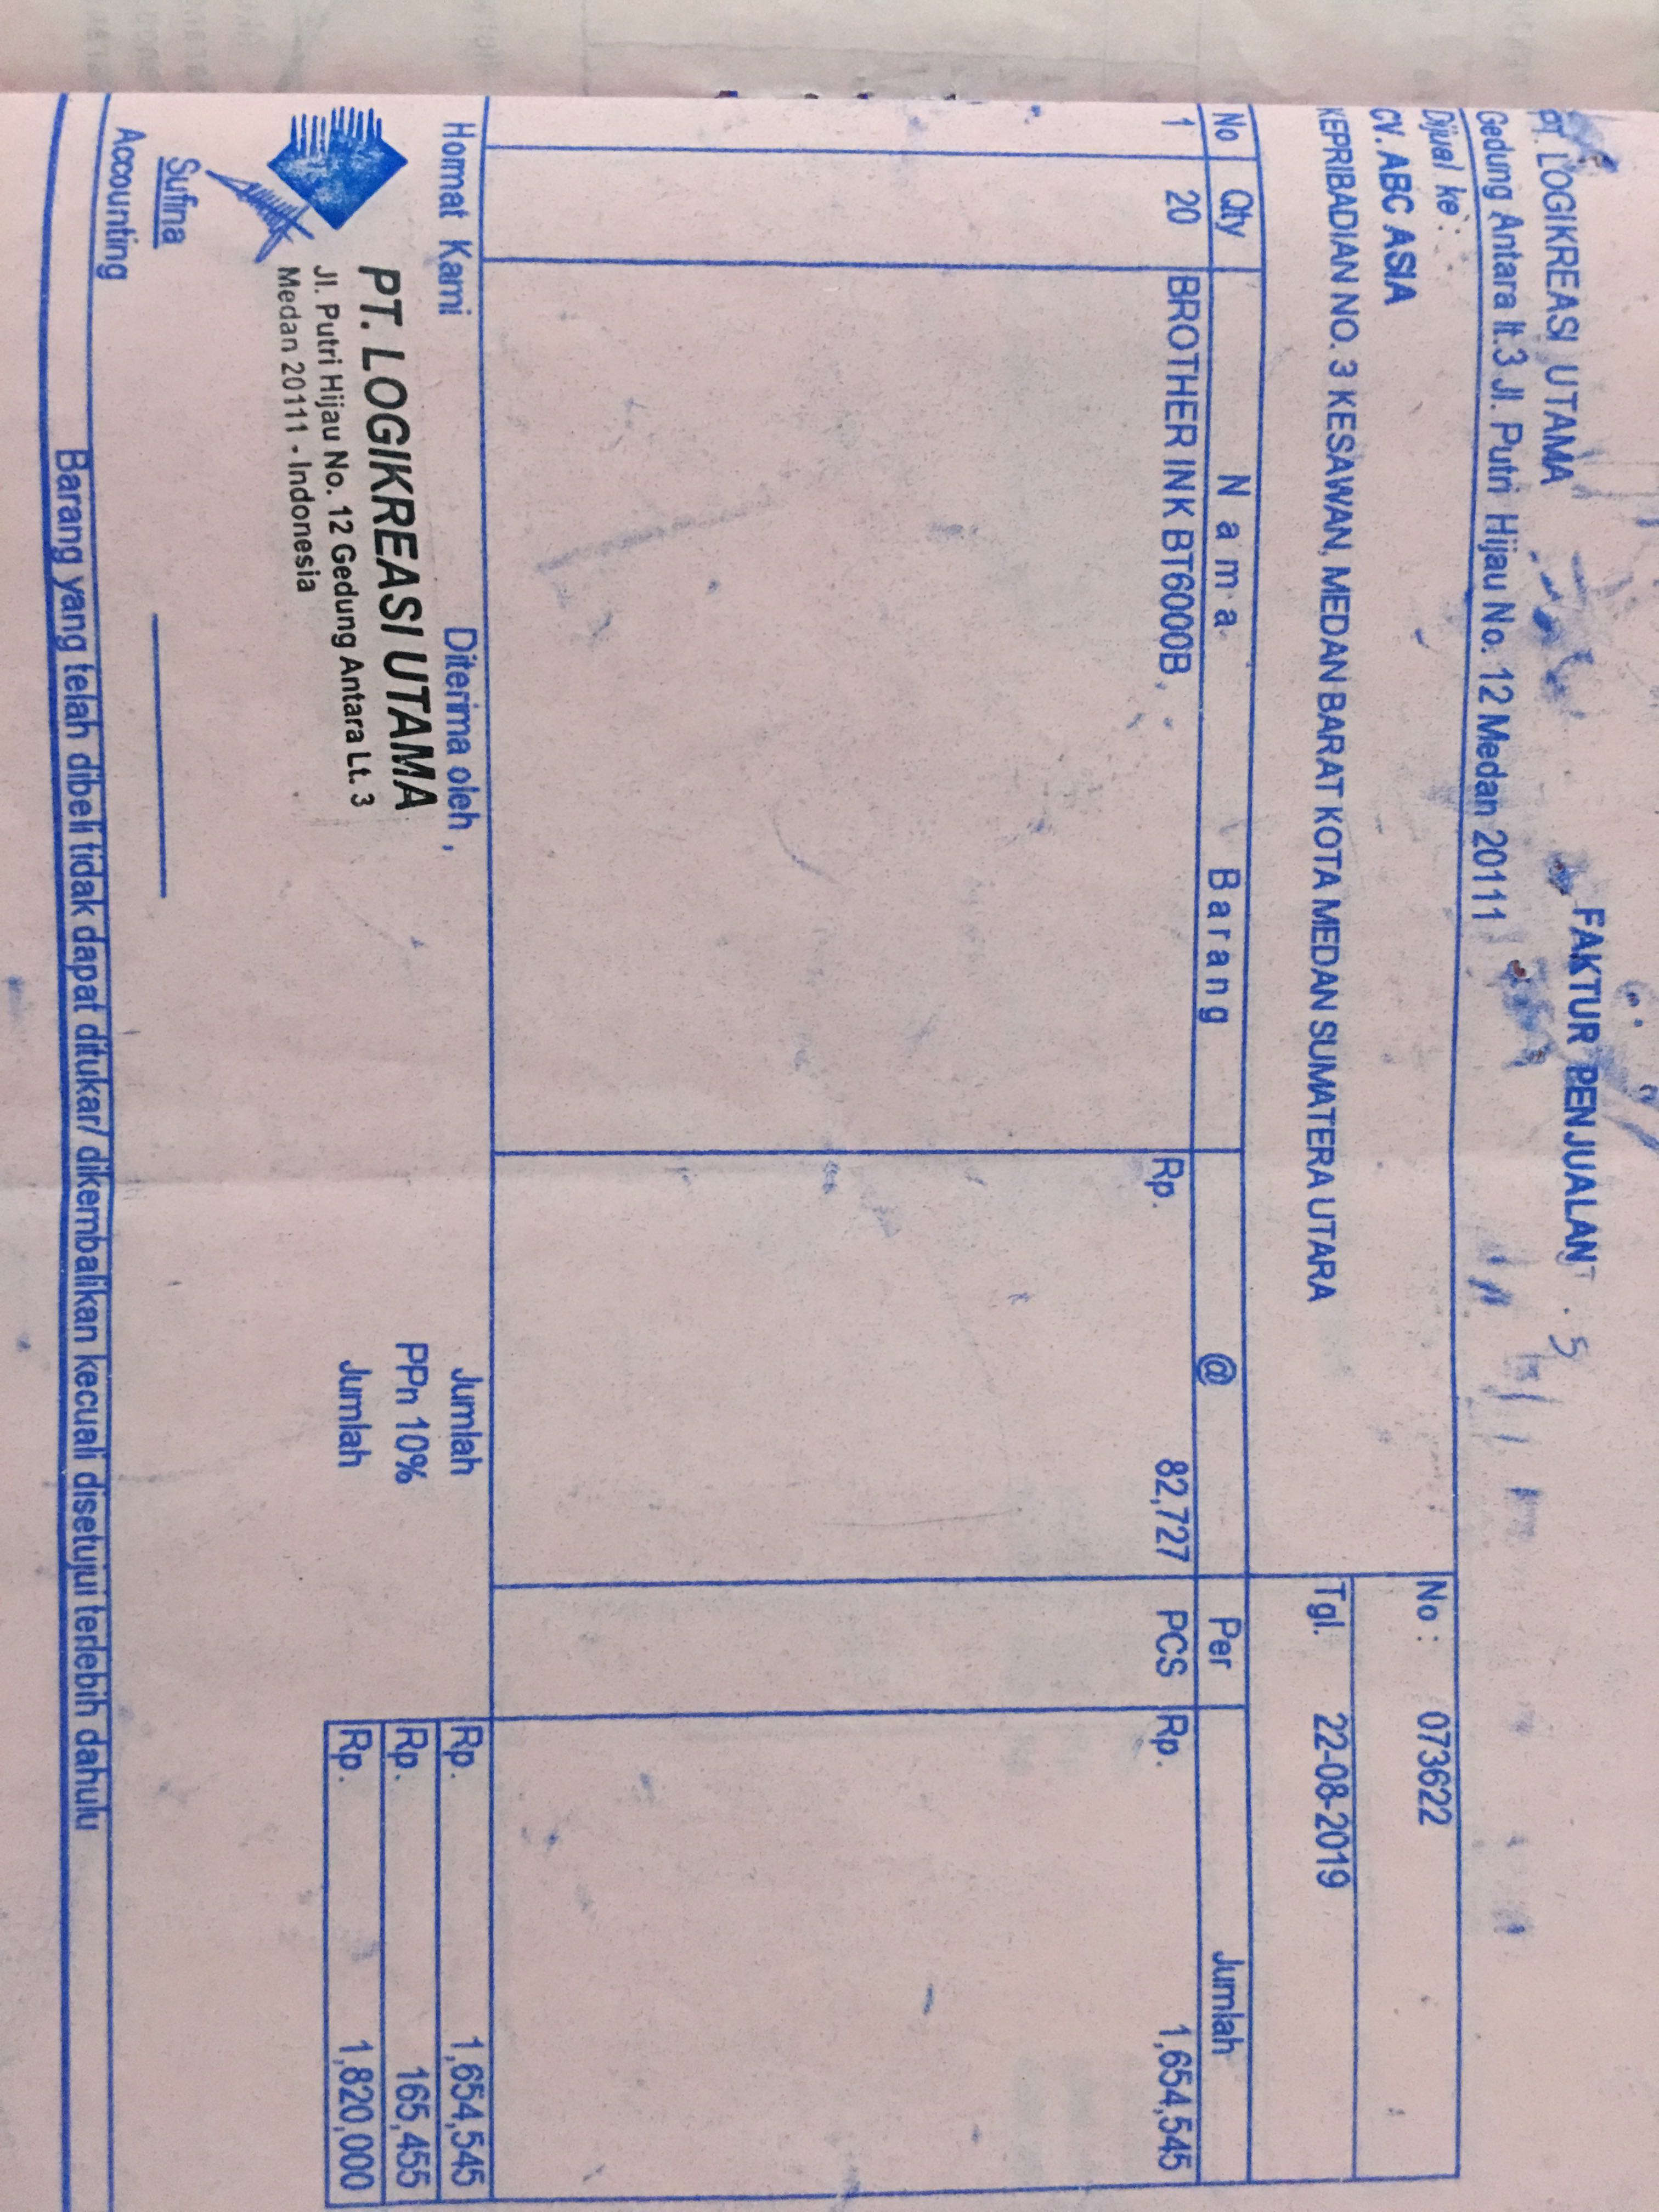 FAKTUR PENJUALAN
PT. LOGIKREASI UTAMA
Gedung Antara lt.3 Jl. Putri Hijau No. 12 Medan 20111
Dijual ke :
No : 073622
CV. ABC ASIA
KEPRIBADIAN NO. 3 KESAWAN, MEDAN BARAT KOTA MEDAN SUMATERA UTARA
Tgl. 22-08-2019
No Qty Nama Barang @ Per Jumlah
1 20 BROTHER INK BT6000B Rp. 82,727 PCS Rp. 1,654,545
Homat Kami Diterima oleh , Jumlah Rp. 1,654,545
PPn 10% Rp. 165,455
Jumlah Rp. 1,820,000
PT. LOGIKREASI UTAMA
Jl. Putri Hijau No. 12 Gedung Antara Lt. 3
Medan 20111 - Indonesia
Sufina
Accounting
Barang yang telah dibeli tidak dapat ditukar/ dikembalikan kecuali disetujui terlebih dahulu